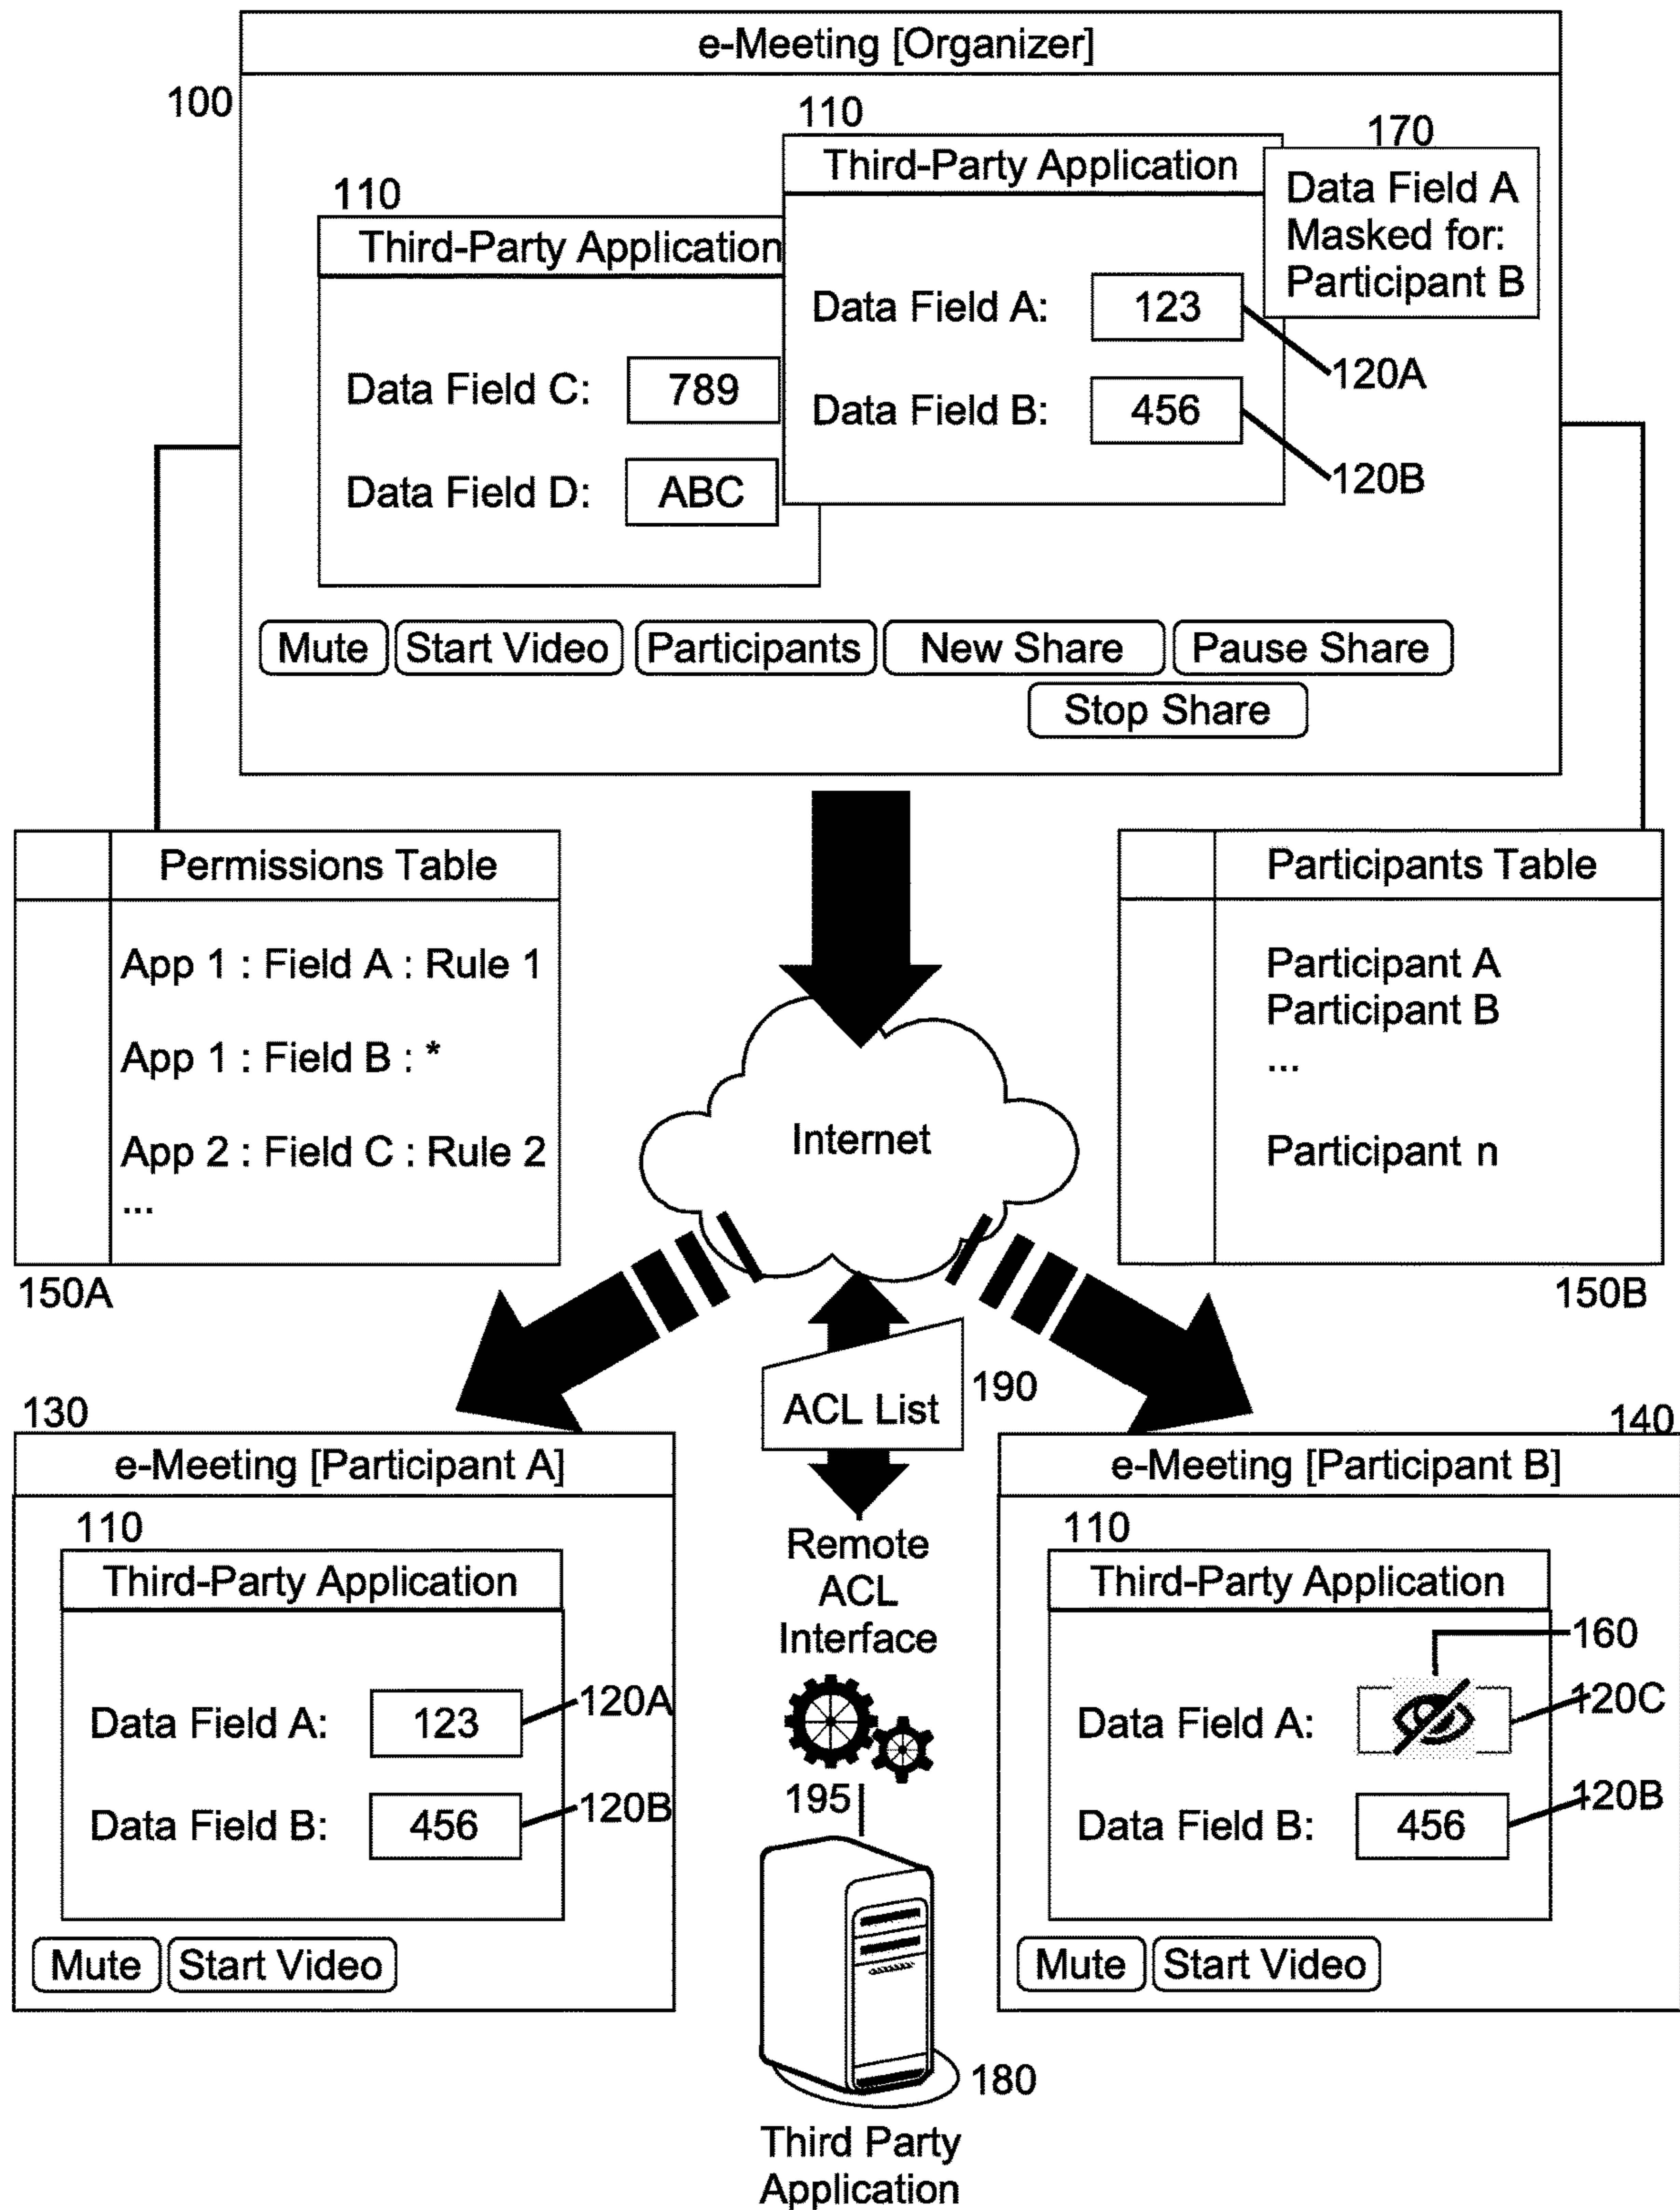 e-Meeting [Organizer]
100
110
Third-Party Application
Data Field C: 789
Data Field D: ABC
110
Third-Party Application
Data Field A: 123
Data Field B: 456
120A
120B
170
Data Field A
Masked for:
Participant B
Mute Start Video Participants New Share Pause Share
Stop Share
Permissions Table
App 1 : Field A : Rule 1
App 1 : Field B : *
App 2 : Field C : Rule 2
...
150A
Participants Table
Participant A
Participant B
...
Participant n
150B
Internet
ACL List
190
Remote
ACL
Interface
195
180
Third Party
Application
130
e-Meeting [Participant A]
110
Third-Party Application
Data Field A: 123
120A
Data Field B: 456
120B
Mute Start Video
140
e-Meeting [Participant B]
110
Third-Party Application
160
Data Field A:
120C
Data Field B: 456
120B
Mute Start Video